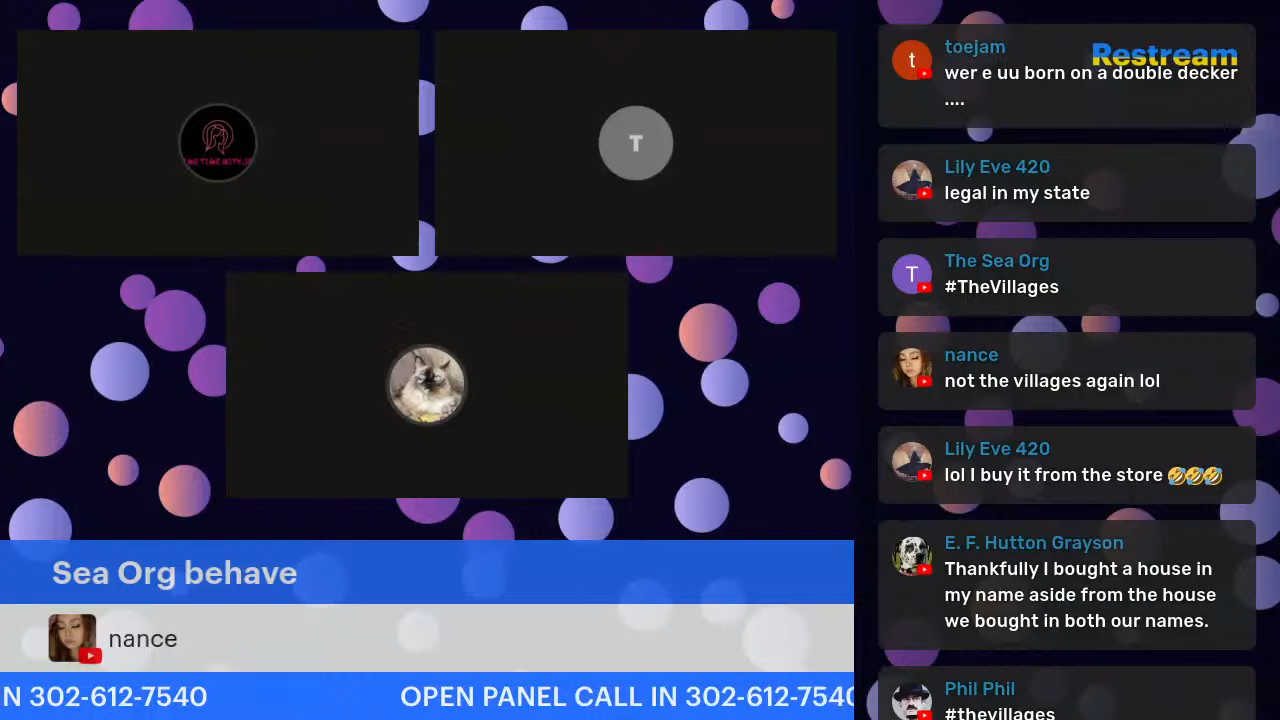 T
Sea Org behave
nance
N 302-612-7540
OPEN PANEL CALL IN 302-612-7540
Restream
t
toejam
wer e uu born on a double decker
....
Lily Eve 420
legal in my state
T
The Sea Org
#TheVillages
nance
not the villages again lol
Lily Eve 420
lol I buy it from the store 🤣🤣🤣
E. F. Hutton Grayson
Thankfully I bought a house in
my name aside from the house
we bought in both our names.
Phil Phil
#thevillages